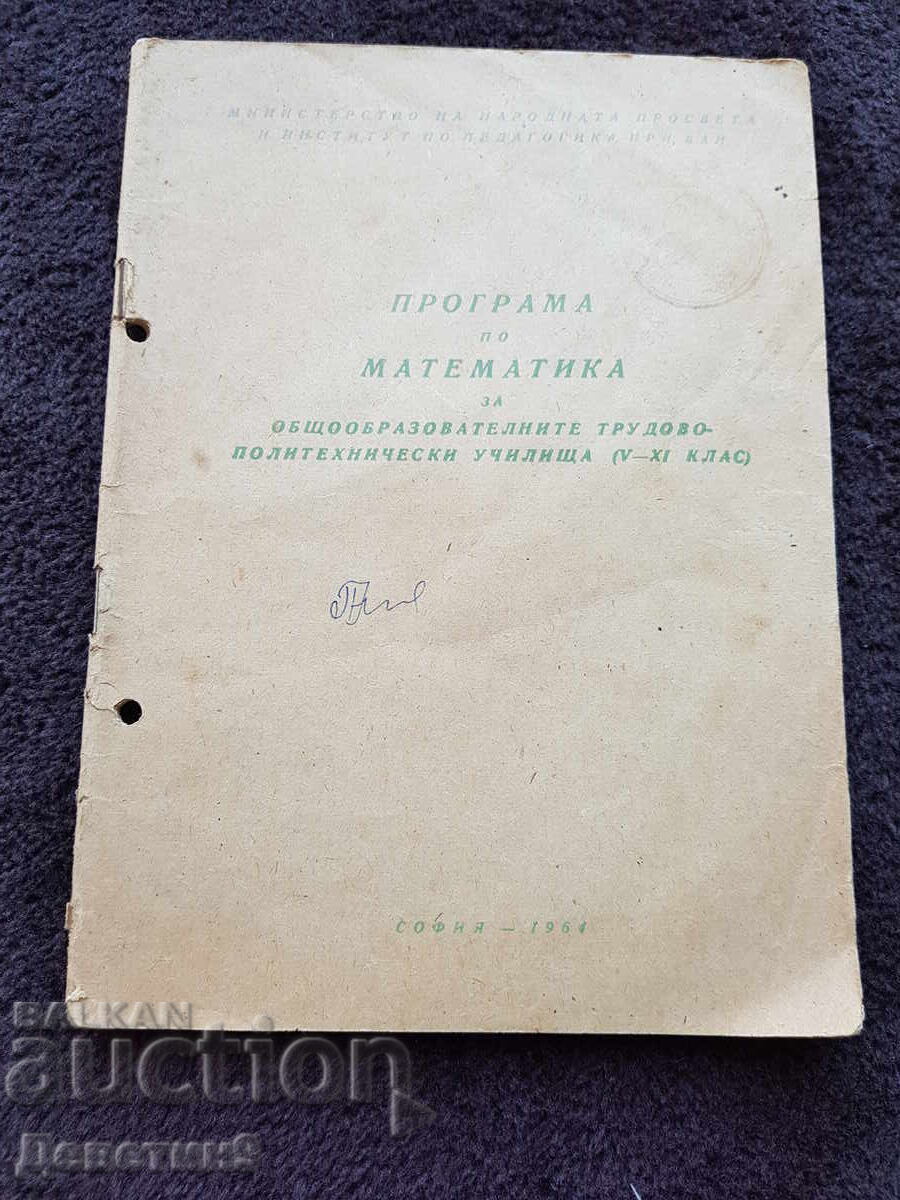 МИНИСТЕРСТВО НА НАРОДНАТА ПРОСВЕТА
И ИНСТИТУТ ПО ПЕДАГОГИКА ПРИ БАН
ПРОГРАМА
ПО
МАТЕМАТИКА
ЗА
ОБЩООБРАЗОВАТЕЛНИТЕ ТРУДОВО-
ПОЛИТЕХНИЧЕСКИ УЧИЛИЩА (V—XI КЛАС)
СОФИЯ — 1964
BALKAN
auction
Деветин9